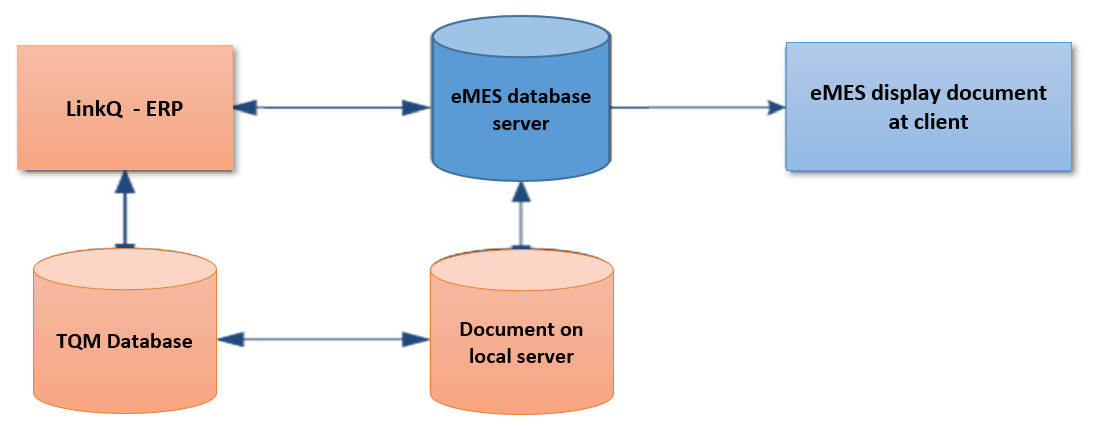 LinkQ - ERP
eMES database
server
eMES display document
at client
TQM Database
Document on
local server